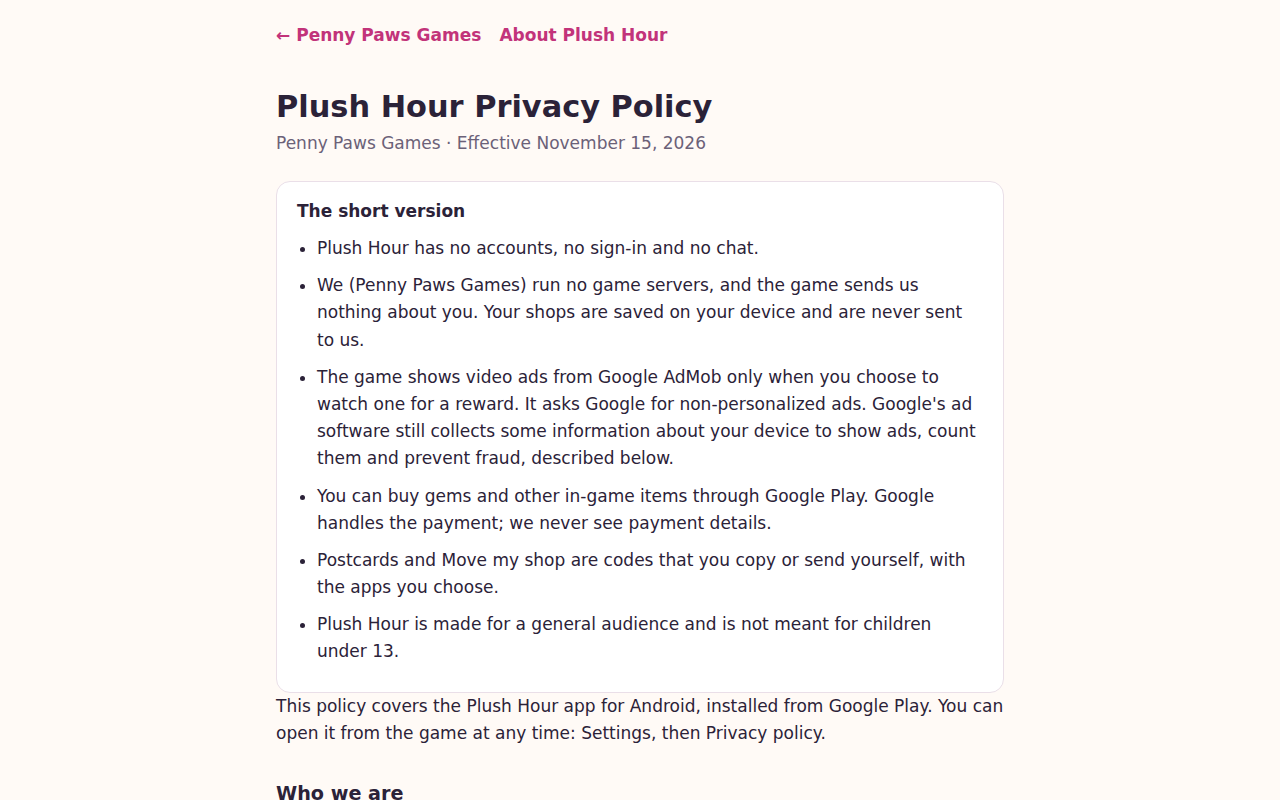 ← Penny Paws Games About Plush Hour
Plush Hour Privacy Policy
Penny Paws Games · Effective November 15, 2026
The short version
• Plush Hour has no accounts, no sign-in and no chat.
• We (Penny Paws Games) run no game servers, and the game sends us
nothing about you. Your shops are saved on your device and are never sent
to us.
• The game shows video ads from Google AdMob only when you choose to
watch one for a reward. It asks Google for non-personalized ads. Google's ad
software still collects some information about your device to show ads, count
them and prevent fraud, described below.
• You can buy gems and other in-game items through Google Play. Google
handles the payment; we never see payment details.
• Postcards and Move my shop are codes that you copy or send yourself, with
the apps you choose.
• Plush Hour is made for a general audience and is not meant for children
under 13.
This policy covers the Plush Hour app for Android, installed from Google Play. You can
open it from the game at any time: Settings, then Privacy policy.
Who we are